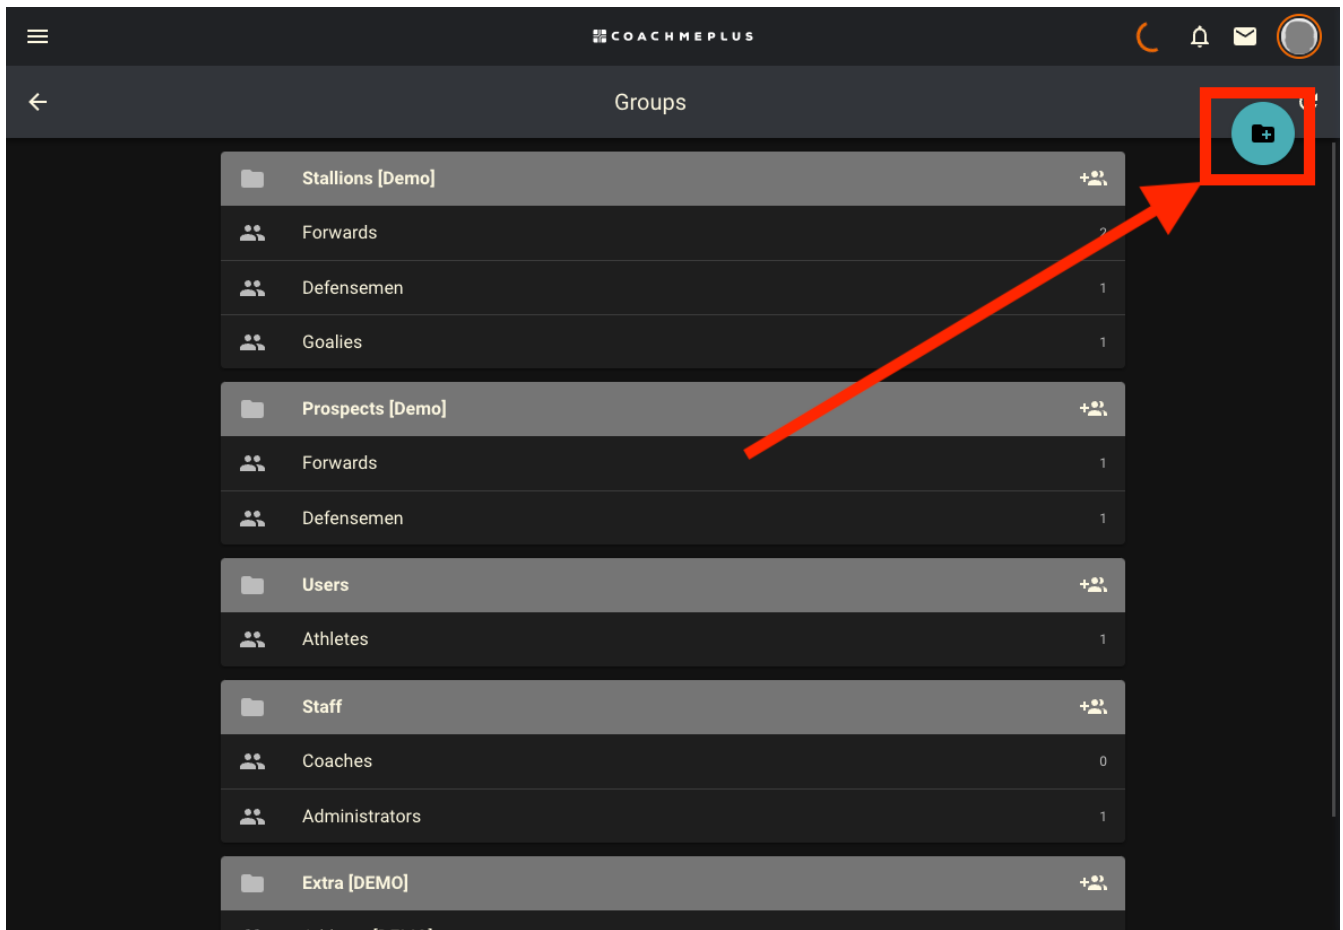 COACHMEPLUS
Groups
Stallions [Demo]
Forwards 2
Defensemen 1
Goalies 1
Prospects [Demo]
Forwards 1
Defensemen 1
Users
Athletes 1
Staff
Coaches 0
Administrators 1
Extra [DEMO]